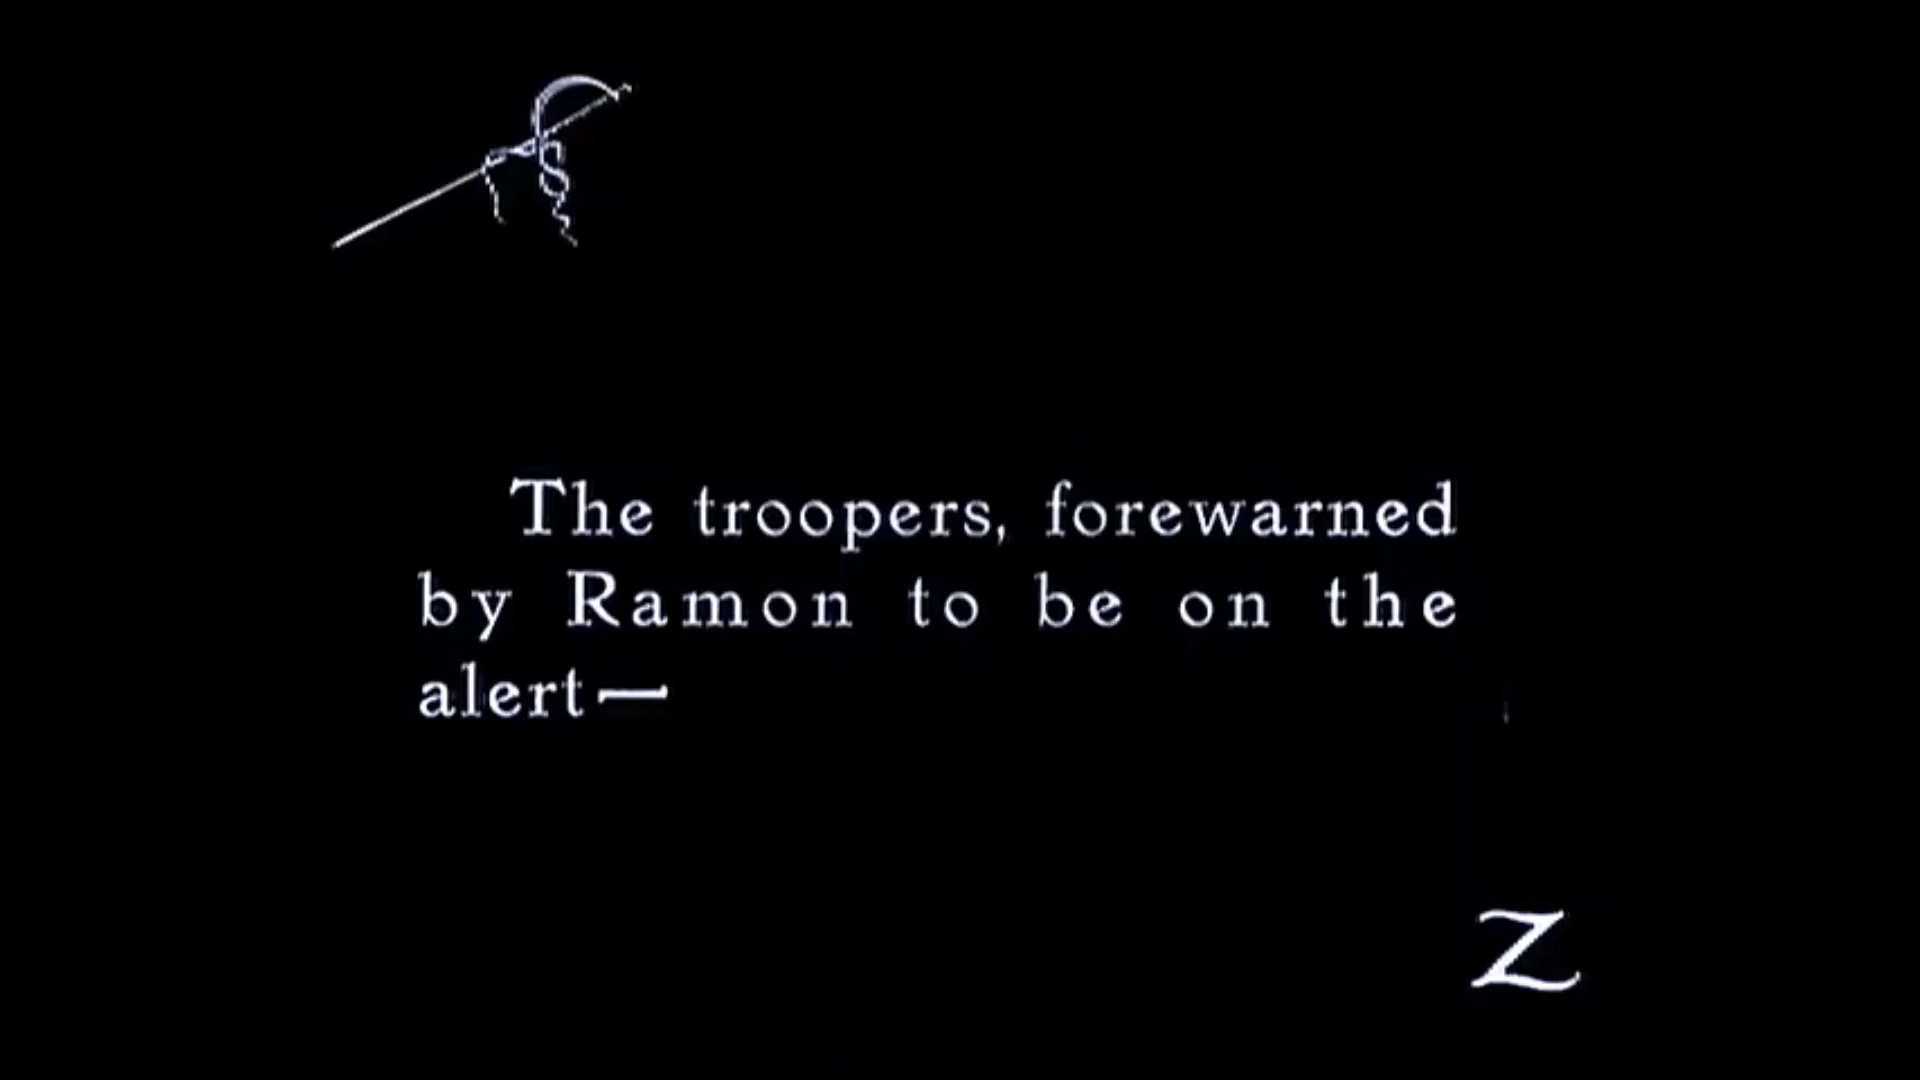 The troopers, forewarned
by Ramon to be on the
alert—
Z